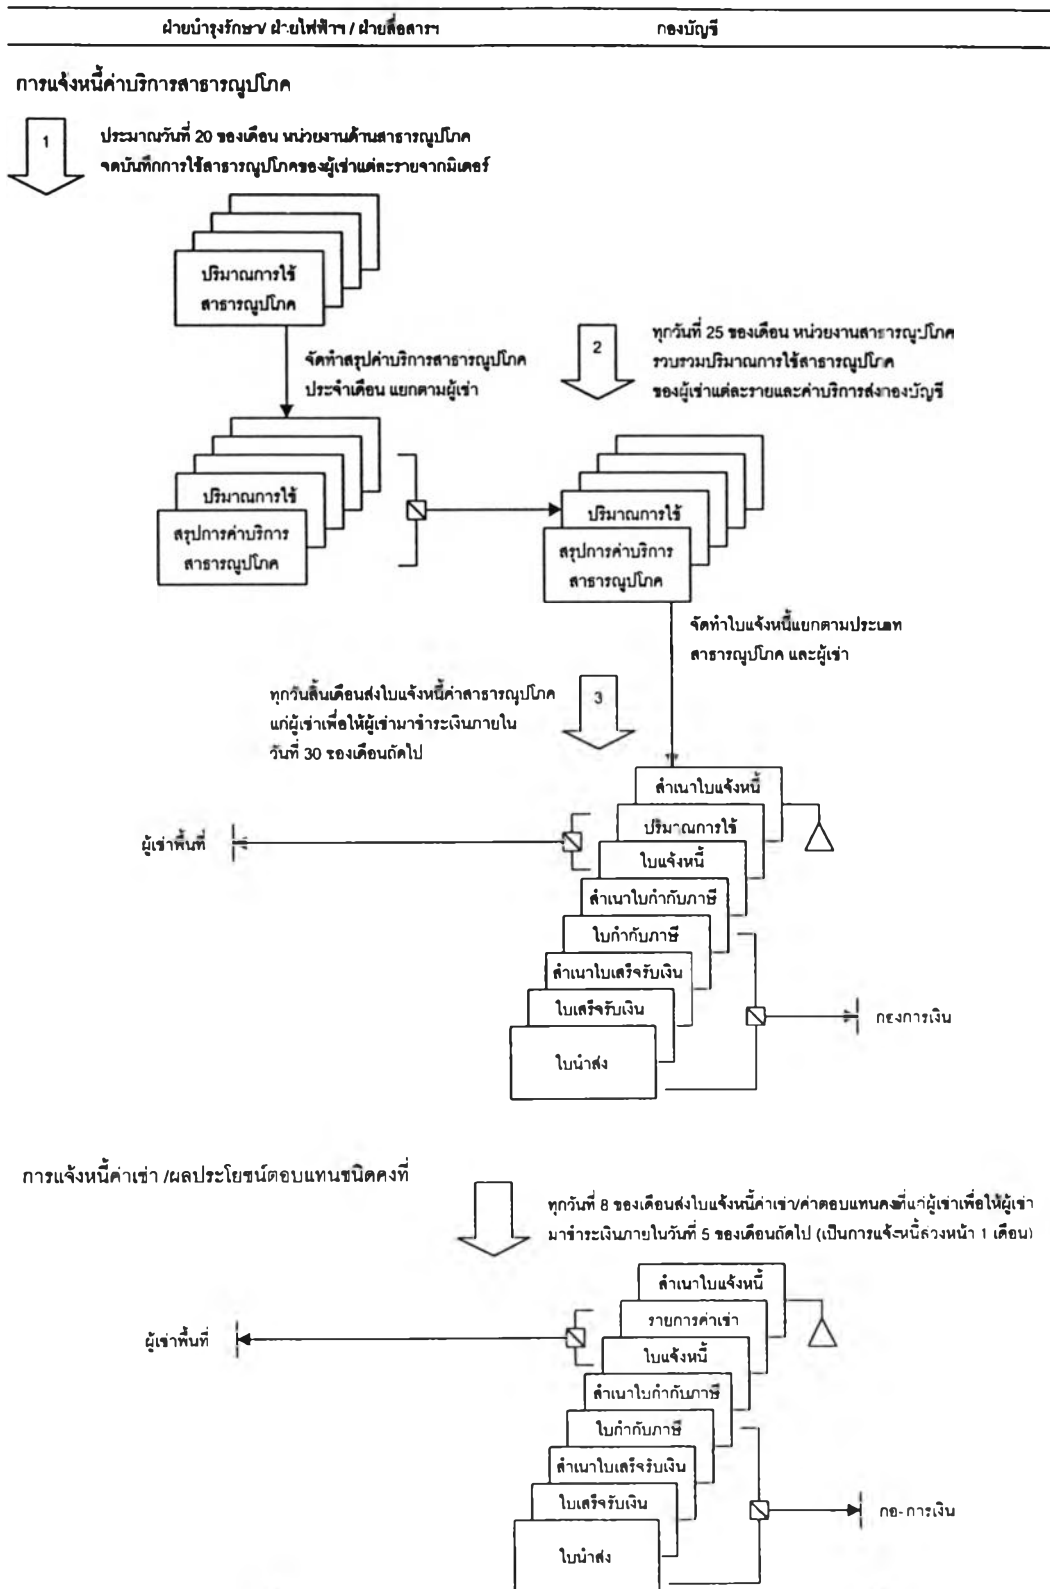 ฝ่ายบำรุงรักษา/ ฝ่ายไฟฟ้าฯ / ฝ่ายสื่อสารฯ
กองบัญชี
การแจ้งหนี้ค่าบริการสาธารณูปโภค
1
ประมาณวันที่ 20 ของเดือน หน่วยงานด้านสาธารณูปโภค
จดบันทึกการใช้สาธารณูปโภคของผู้เช่าแต่ละรายจากมิเตอร์
ปริมาณการใช้
สาธารณูปโภค
จัดทำสรุปค่าบริการสาธารณูปโภค
ประจำเดือน แยกตามผู้เช่า
2
ทุกวันที่ 25 ของเดือน หน่วยงานสาธารณูปโภค
รวบรวมปริมาณการใช้สาธารณูปโภค
ของผู้เช่าแต่ละรายและค่าบริการส่งกองบัญชี
ปริมาณการใช้
สรุปการค่าบริการ
สาธารณูปโภค
ปริมาณการใช้
สรุปการค่าบริการ
สาธารณูปโภค
จัดทำใบแจ้งหนี้แยกตามประเภท
สาธารณูปโภค และผู้เช่า
3
ทุกวันสิ้นเดือนส่งใบแจ้งหนี้ค่าสาธารณูปโภค
แก่ผู้เช่าเพื่อให้ผู้เช่ามาชำระเงินภายใน
วันที่ 30 ของเดือนถัดไป
สำเนาใบแจ้งหนี้
ปริมาณการใช้
ผู้เช่าพื้นที่
ใบแจ้งหนี้
สำเนาใบกำกับภาษี
ใบกำกับภาษี
สำเนาใบเสร็จรับเงิน
ใบเสร็จรับเงิน
กองการเงิน
ใบนำส่ง
การแจ้งหนี้ค่าเช่า /ผลประโยชน์ตอบแทนชนิดคงที่
ทุกวันที่ 8 ของเดือนส่งใบแจ้งหนี้ค่าเช่า/ค่าตอบแทนคงที่แก่ผู้เช่าเพื่อให้ผู้เช่า
มาชำระเงินภายในวันที่ 5 ของเดือนถัดไป (เป็นการแจ้งหนี้ล่วงหน้า 1 เดือน)
สำเนาใบแจ้งหนี้
รายการค่าเช่า
ผู้เช่าพื้นที่
ใบแจ้งหนี้
สำเนาใบกำกับภาษี
ใบกำกับภาษี
สำเนาใบเสร็จรับเงิน
ใบเสร็จรับเงิน
กองการเงิน
ใบนำส่ง